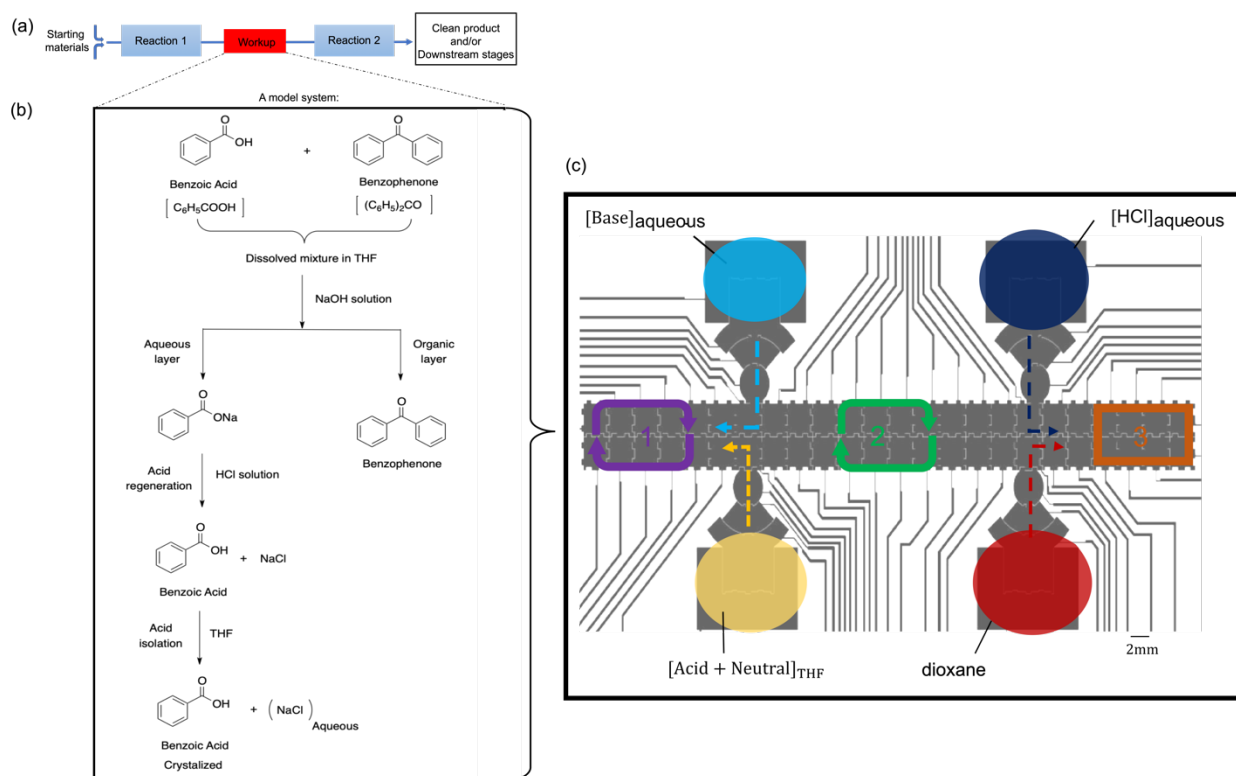 (a)
Starting
materials
Reaction 1
Workup
Reaction 2
Clean product
and/or
Downstream stages
(b)
A model system:
O
OH
+
O
Benzoic Acid
Benzophenone
[ C6H5COOH ]
[ (C6H5)2CO ]
Dissolved mixture in THF
NaOH solution
Aqueous
layer
Organic
layer
O
ONa
O
Benzophenone
Acid
regeneration
HCl solution
O
OH
+ NaCl
Benzoic Acid
Acid
isolation
THF
O
OH
+ (NaCl)Aqueous
Benzoic Acid
Crystalized
(c)
[Base]aqueous
[HCl]aqueous
1
2
3
[Acid + Neutral]THF
dioxane
2mm